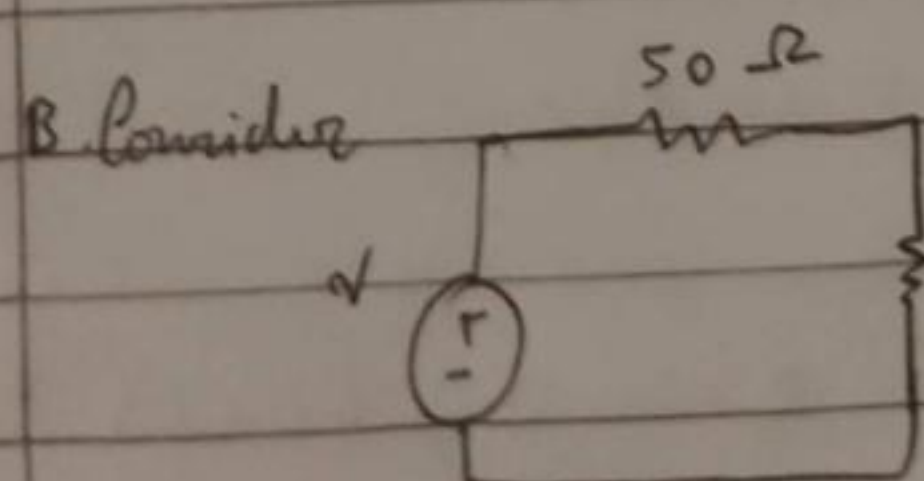 50 Ω
B. Consider
V
+
-